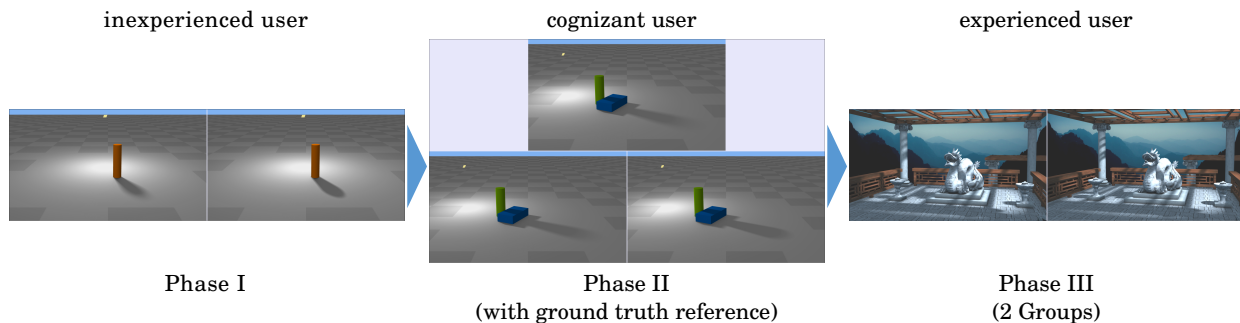 inexperienced user
cognizant user
experienced user
Phase I
Phase II
(with ground truth reference)
Phase III
(2 Groups)